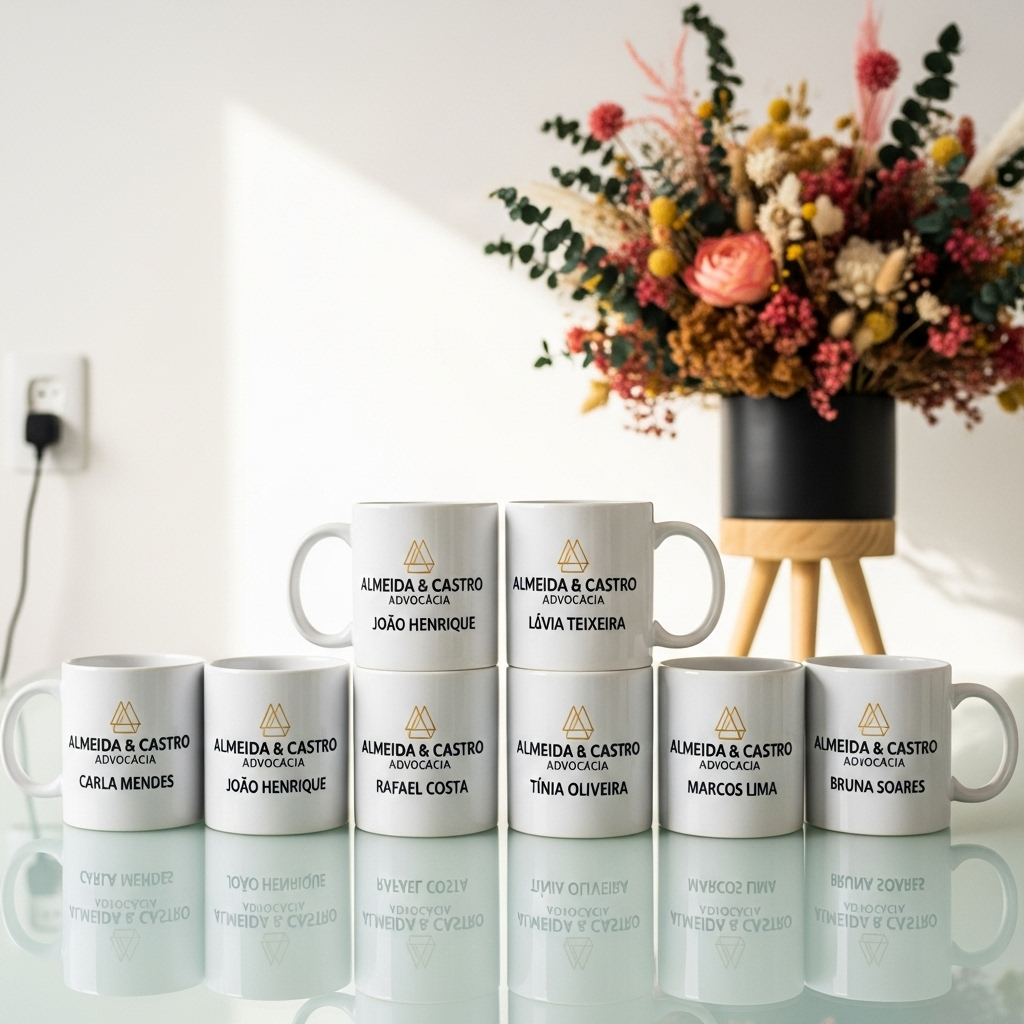 ALMEIDA & CASTRO
ADVOCÁCIA
JOÃO HENRIQUE
ALMEIDA & CASTRO
ADVOCACIA
LÁVIA TEIXEIRA
ALMEIDA & CASTRO
ADVOCACIA
CARLA MENDES
ALMEIDA & CASTRO
ADVOCACIA
JOÃO HENRIQUE
ALMEIDA & CASTRO
ADVOCACIA
RAFAEL COSTA
ALMEIDA & CASTRO
ADVOCACIA
TÍNIA OLIVEIRA
ALMEIDA & CASTRO
ADVOCACIA
MARCOS LIMA
ALMEIDA & CASTRO
ADVOCACIA
BRUNA SOARES